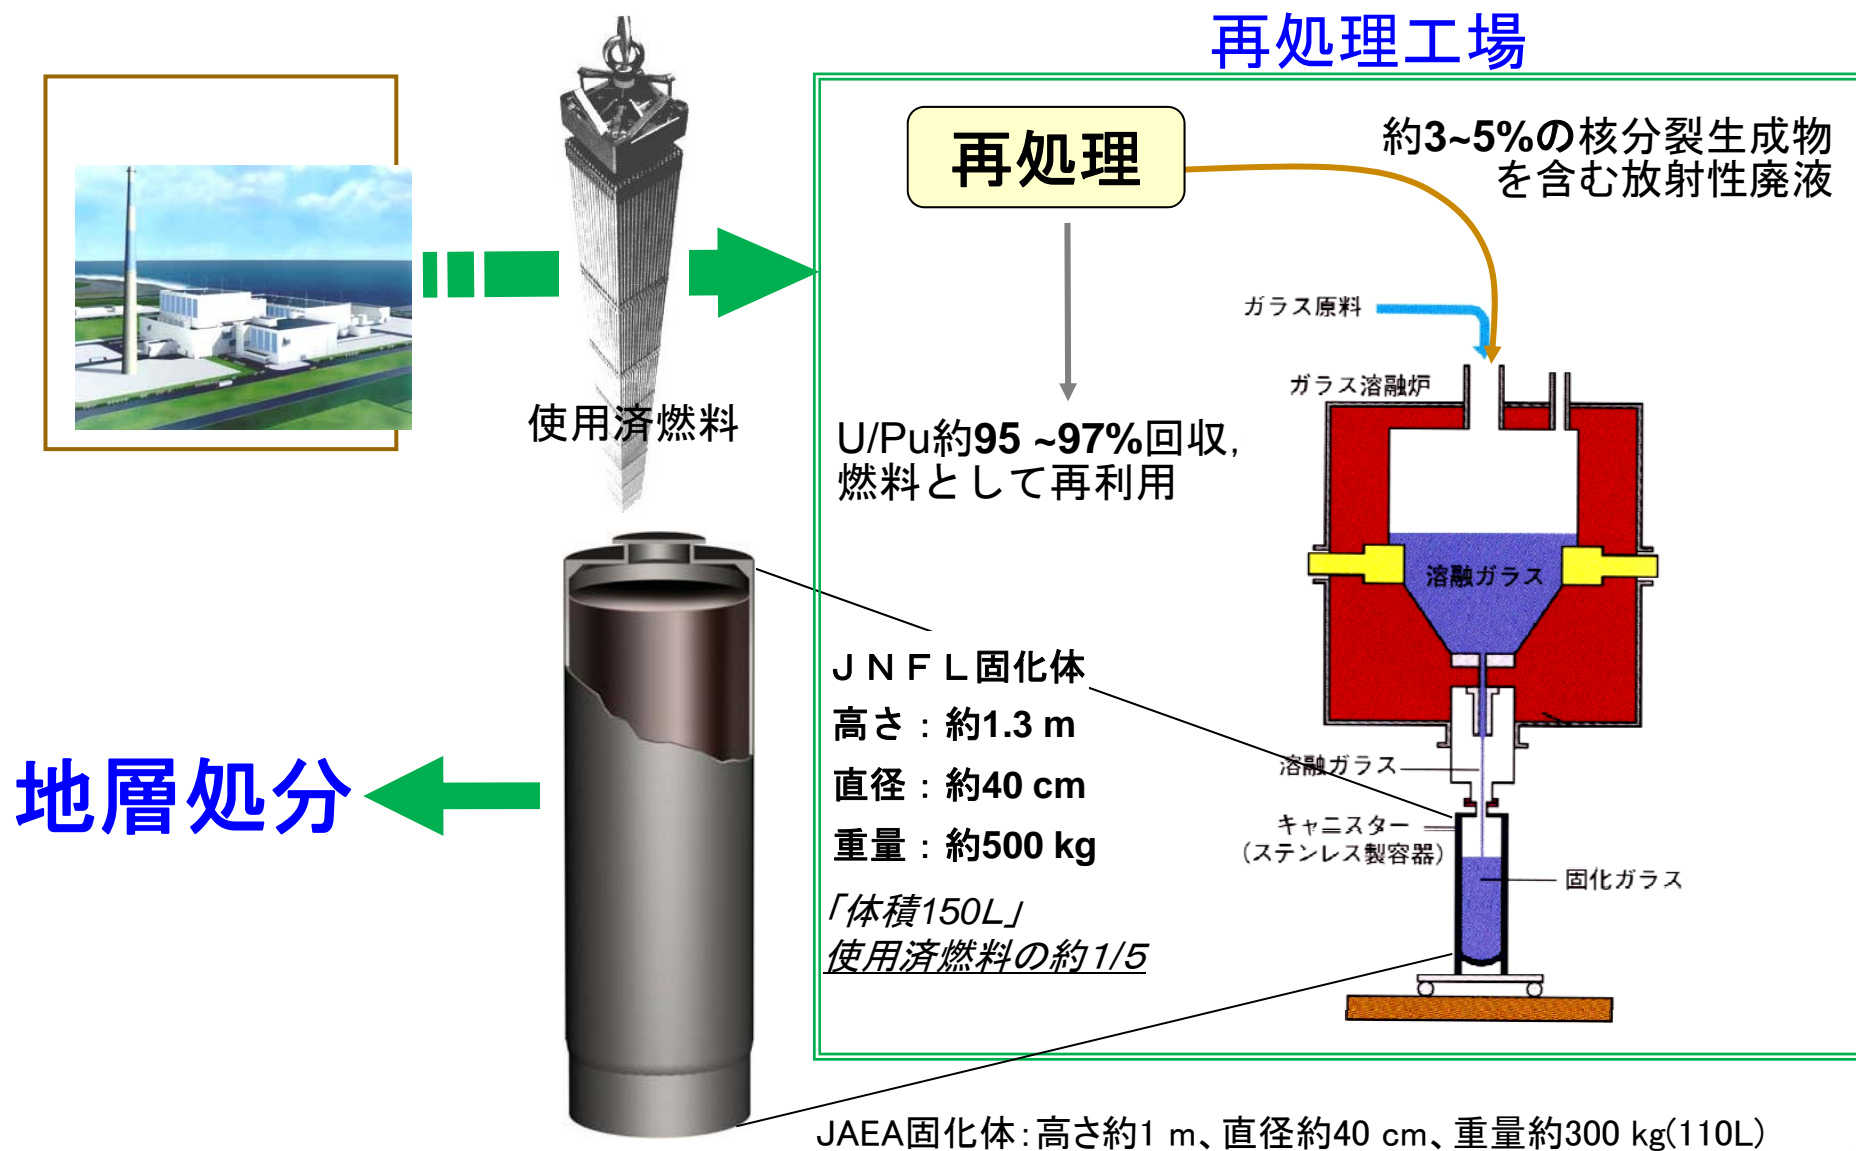 再処理工場
再処理
約3~5%の核分裂生成物
を含む放射性廃液
ガラス原料
ガラス溶融炉
使用済燃料
U/Pu約95 ~97%回収,
燃料として再利用
溶融ガラス
JNFL固化体
高さ：約1.3 m
直径：約40 cm
重量：約500 kg
「体積150L」
使用済燃料の約1/5
溶融ガラス
キャニスター
(ステンレス製容器)
固化ガラス
地層処分
JAEA固化体：高さ約1 m、直径約40 cm、重量約300 kg(110L)